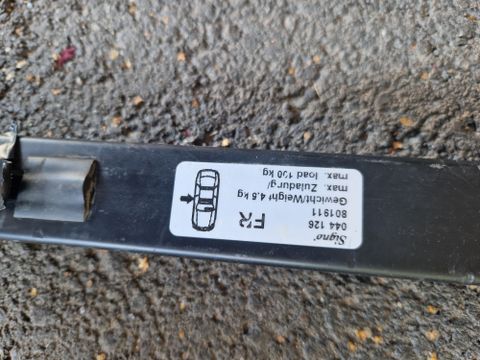 Signo
044 126
801911
Gewicht/Weight 4.5 kg
max. Zuladung/
max. load 100 kg
FR